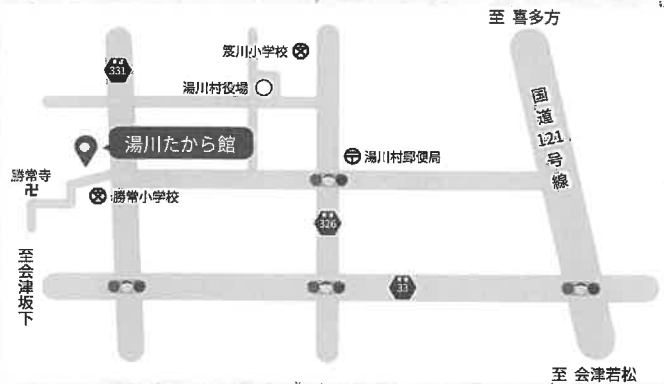 至 喜多方
笈川小学校
331
湯川村役場
国道121号線
湯川たから館
湯川村郵便局
勝常寺
卍
勝常小学校
326
至会津坂下
33
至 会津若松